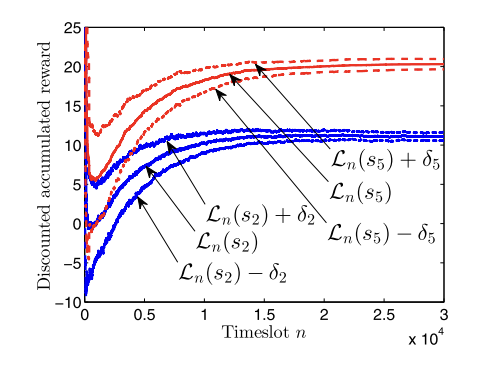 25
20
15
10
5
0
−5
−10
Discounted accumulated reward
0
0.5
1
1.5
2
2.5
3
Timeslot n
x 10⁴
ℒₙ(s₅) + δ₅
ℒₙ(s₅)
ℒₙ(s₅) − δ₅
ℒₙ(s₂) + δ₂
ℒₙ(s₂)
ℒₙ(s₂) − δ₂